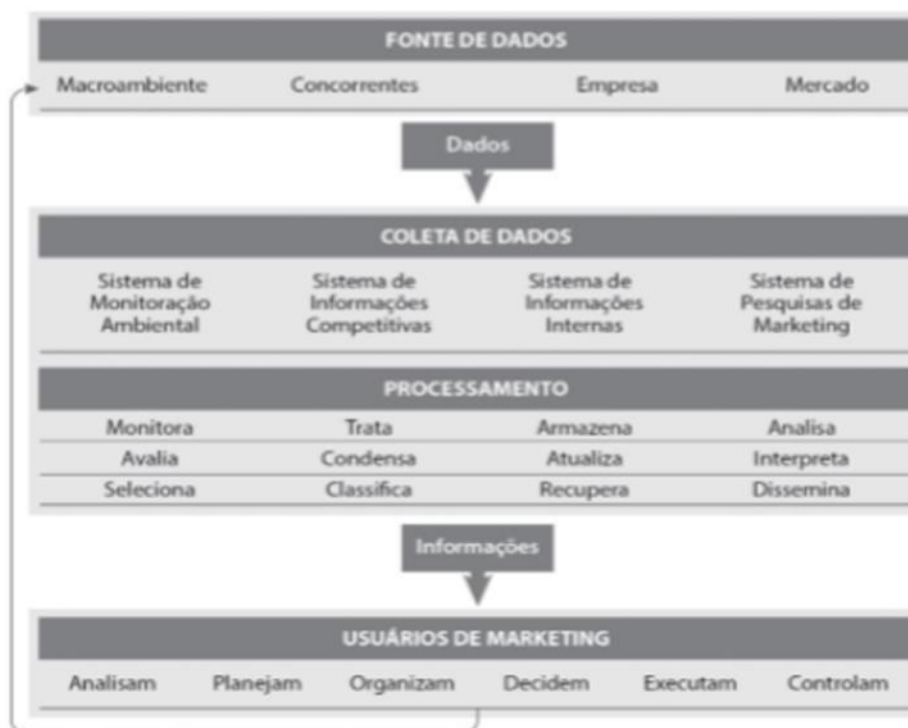 FONTE DE DADOS
Macroambiente Concorrentes Empresa Mercado
Dados
COLETA DE DADOS
Sistema de Monitoração Ambiental
Sistema de Informações Competitivas
Sistema de Informações Internas
Sistema de Pesquisas de Marketing
PROCESSAMENTO
Monitora Trata Armazena Analisa
Avalia Condensa Atualiza Interpreta
Seleciona Classifica Recupera Dissemina
Informações
USUÁRIOS DE MARKETING
Analisam Planejam Organizam Decidem Executam Controlam